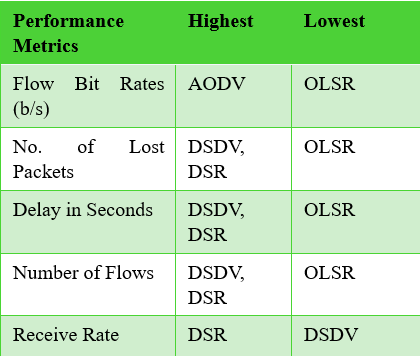 Performance Metrics Highest Lowest
Flow Bit Rates (b/s) AODV OLSR
No. of Lost Packets DSDV, DSR OLSR
Delay in Seconds DSDV, DSR OLSR
Number of Flows DSDV, DSR OLSR
Receive Rate DSR DSDV